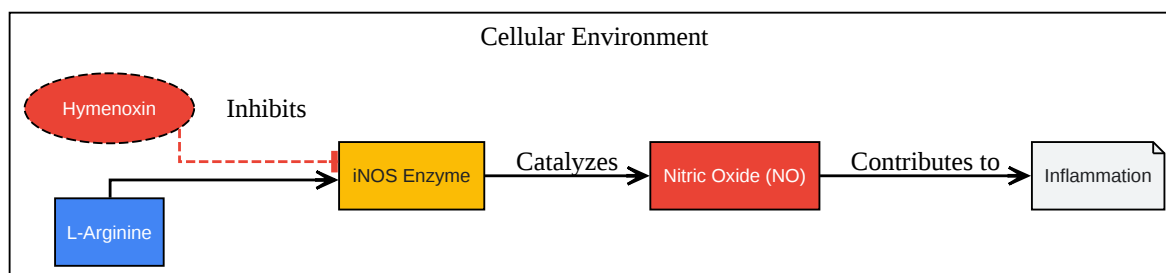 Cellular Environment
Hymenoxin
Inhibits
iNOS Enzyme
Catalyzes
Nitric Oxide (NO)
Contributes to
Inflammation
L-Arginine